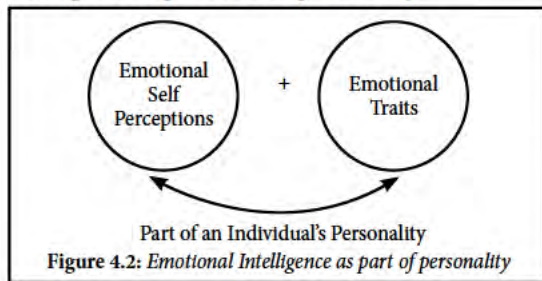 Emotional
Self
Perceptions
+
Emotional
Traits
Part of an Individual's Personality
Figure 4.2: Emotional Intelligence as part of personality